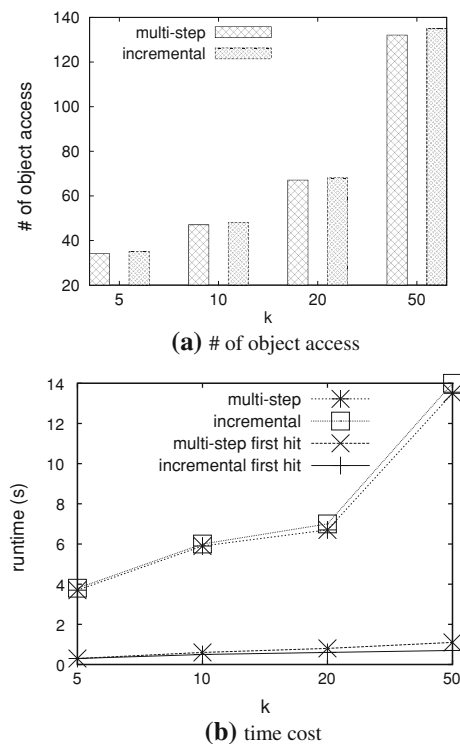 140
120
100
80
60
40
20
# of object access
multi-step
incremental
5 10 20 50
k
(a) # of object access
14
12
10
8
6
4
2
0
runtime (s)
multi-step
incremental
multi-step first hit
incremental first hit
5 10 20 50
k
(b) time cost